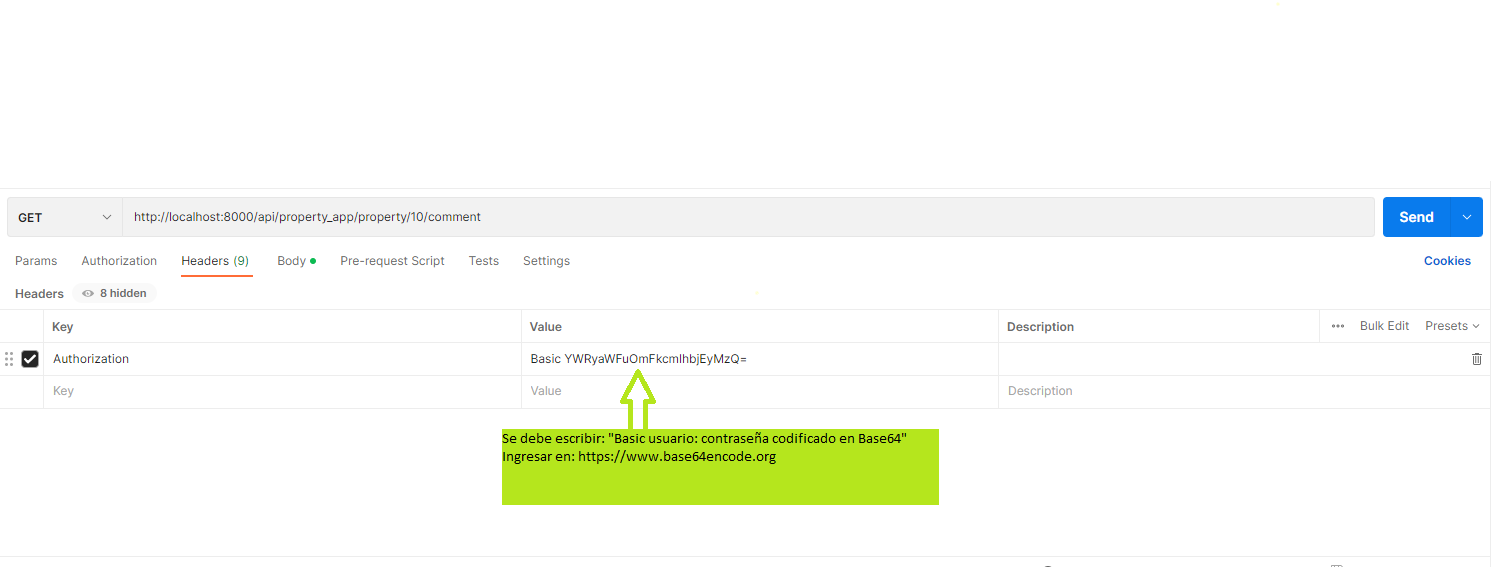 GET http://localhost:8000/api/property_app/property/10/comment Send
Params Authorization Headers (9) Body Pre-request Script Tests Settings Cookies
Headers 8 hidden
Key Value Description Bulk Edit Presets
Authorization Basic YWRyaWFuOmFkcmlhbjEyMzQ=
Key Value Description
Se debe escribir: "Basic usuario: contraseña codificado en Base64"
Ingresar en: https://www.base64encode.org